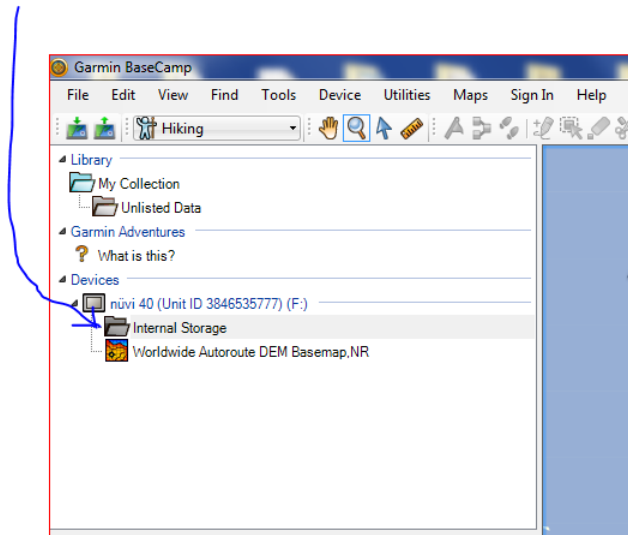 Garmin BaseCamp
File Edit View Find Tools Device Utilities Maps Sign In Help
Hiking
Library
My Collection
Unlisted Data
Garmin Adventures
? What is this?
Devices
nüvi 40 (Unit ID 3846535777) (F:)
Internal Storage
Worldwide Autoroute DEM Basemap,NR